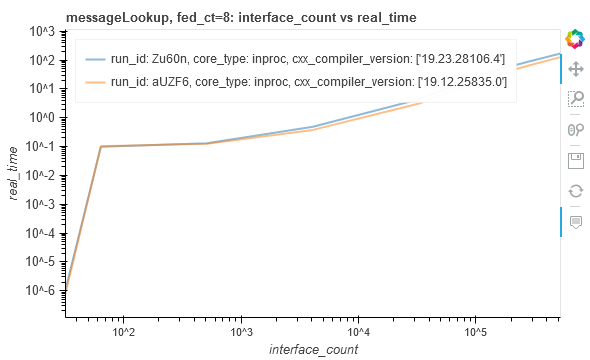 messageLookup, fed_ct=8: interface_count vs real_time
run_id: Zu60n, core_type: inproc, cxx_compiler_version: ['19.23.28106.4']
run_id: aUZF6, core_type: inproc, cxx_compiler_version: ['19.12.25835.0']
real_time
10^3
10^2
10^1
10^0
10^-1
10^-2
10^-3
10^-4
10^-5
10^-6
10^2
10^3
10^4
10^5
interface_count